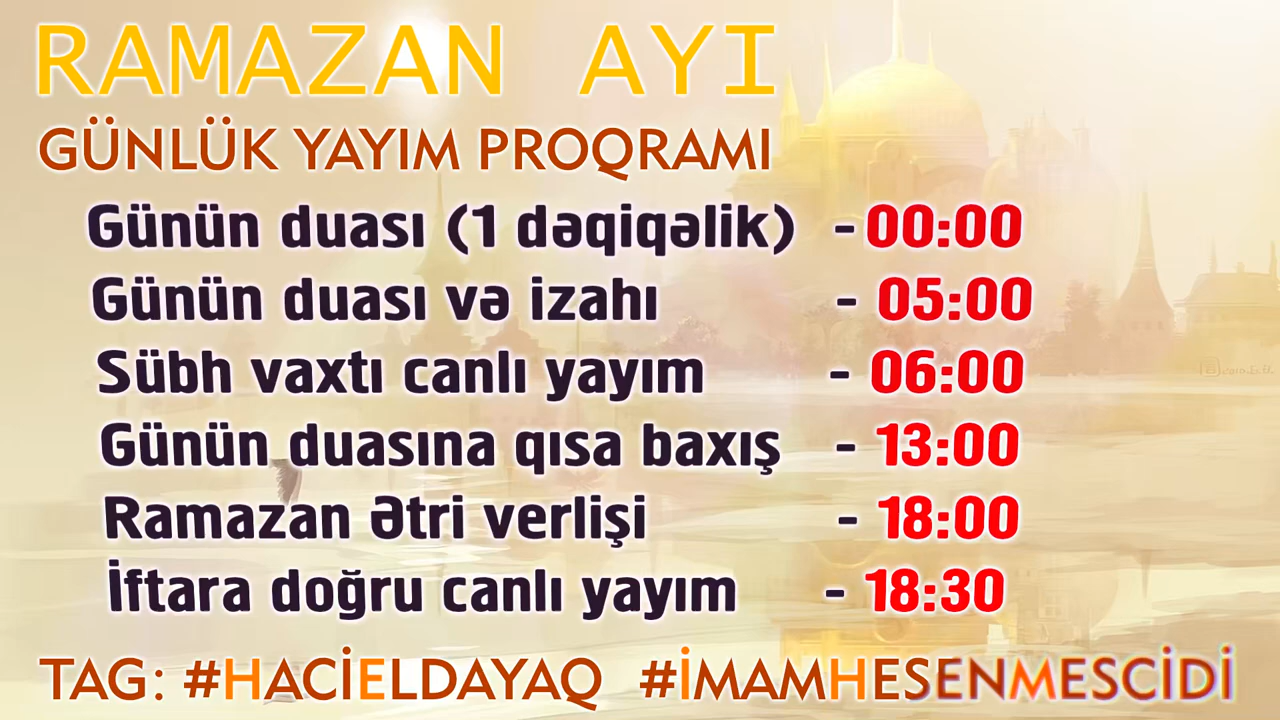 RAMAZAN AYI
GÜNLÜK YAYIM PROQRAMI
Günün duası (1 dəqiqəlik) - 00:00
Günün duası və izahı - 05:00
Sübh vaxtı canlı yayım - 06:00
Günün duasına qısa baxış - 13:00
Ramazan Ətri verlişi - 18:00
İftara doğru canlı yayım - 18:30
TAG: #HACİELDAYAQ #İMAMHESENMESCİDİ